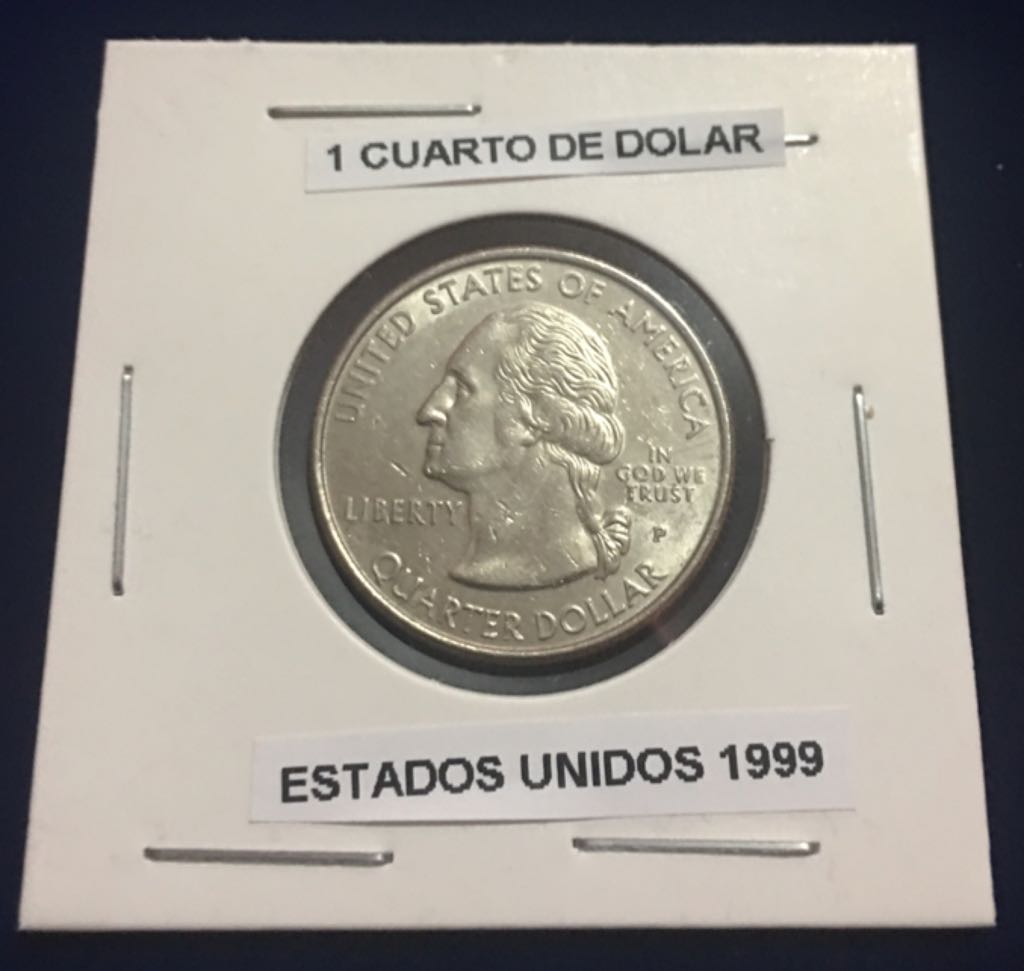 1 CUARTO DE DOLAR
UNITED STATES OF AMERICA
IN
GOD WE
TRUST
LIBERTY
P
QUARTER DOLLAR
ESTADOS UNIDOS 1999